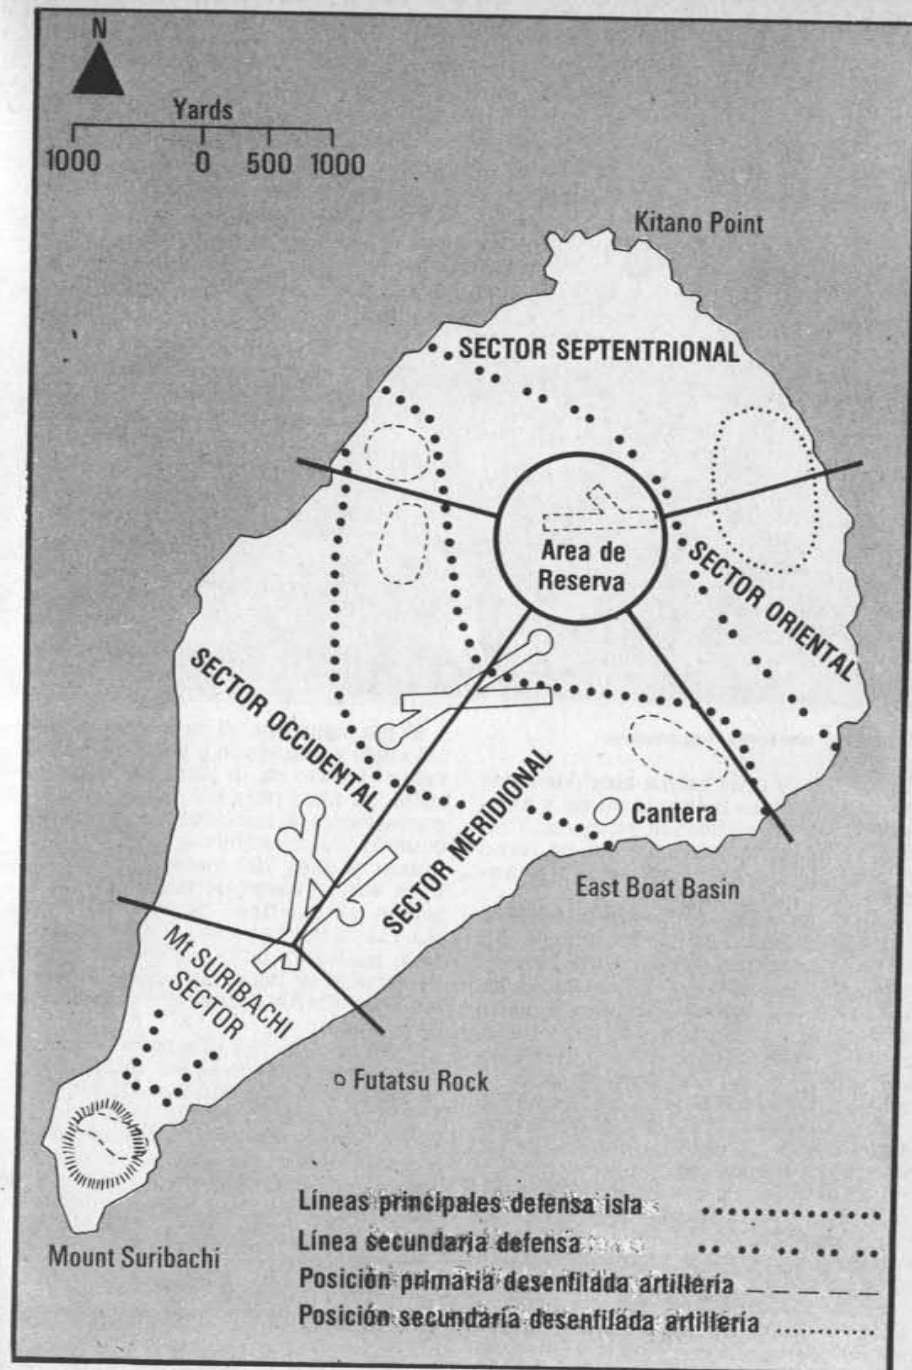 N
Yards
1000 0 500 1000
Kitano Point
SECTOR SEPTENTRIONAL
Area de
Reserva
SECTOR ORIENTAL
SECTOR OCCIDENTAL
SECTOR MERIDIONAL
Cantera
East Boat Basin
Mt SURIBACHI
SECTOR
Futatsu Rock
Mount Suribachi
Líneas principales defensa isla
Línea secundaria defensa
Posición primaria desenfilada artillería
Posición secundaria desenfilada artillería